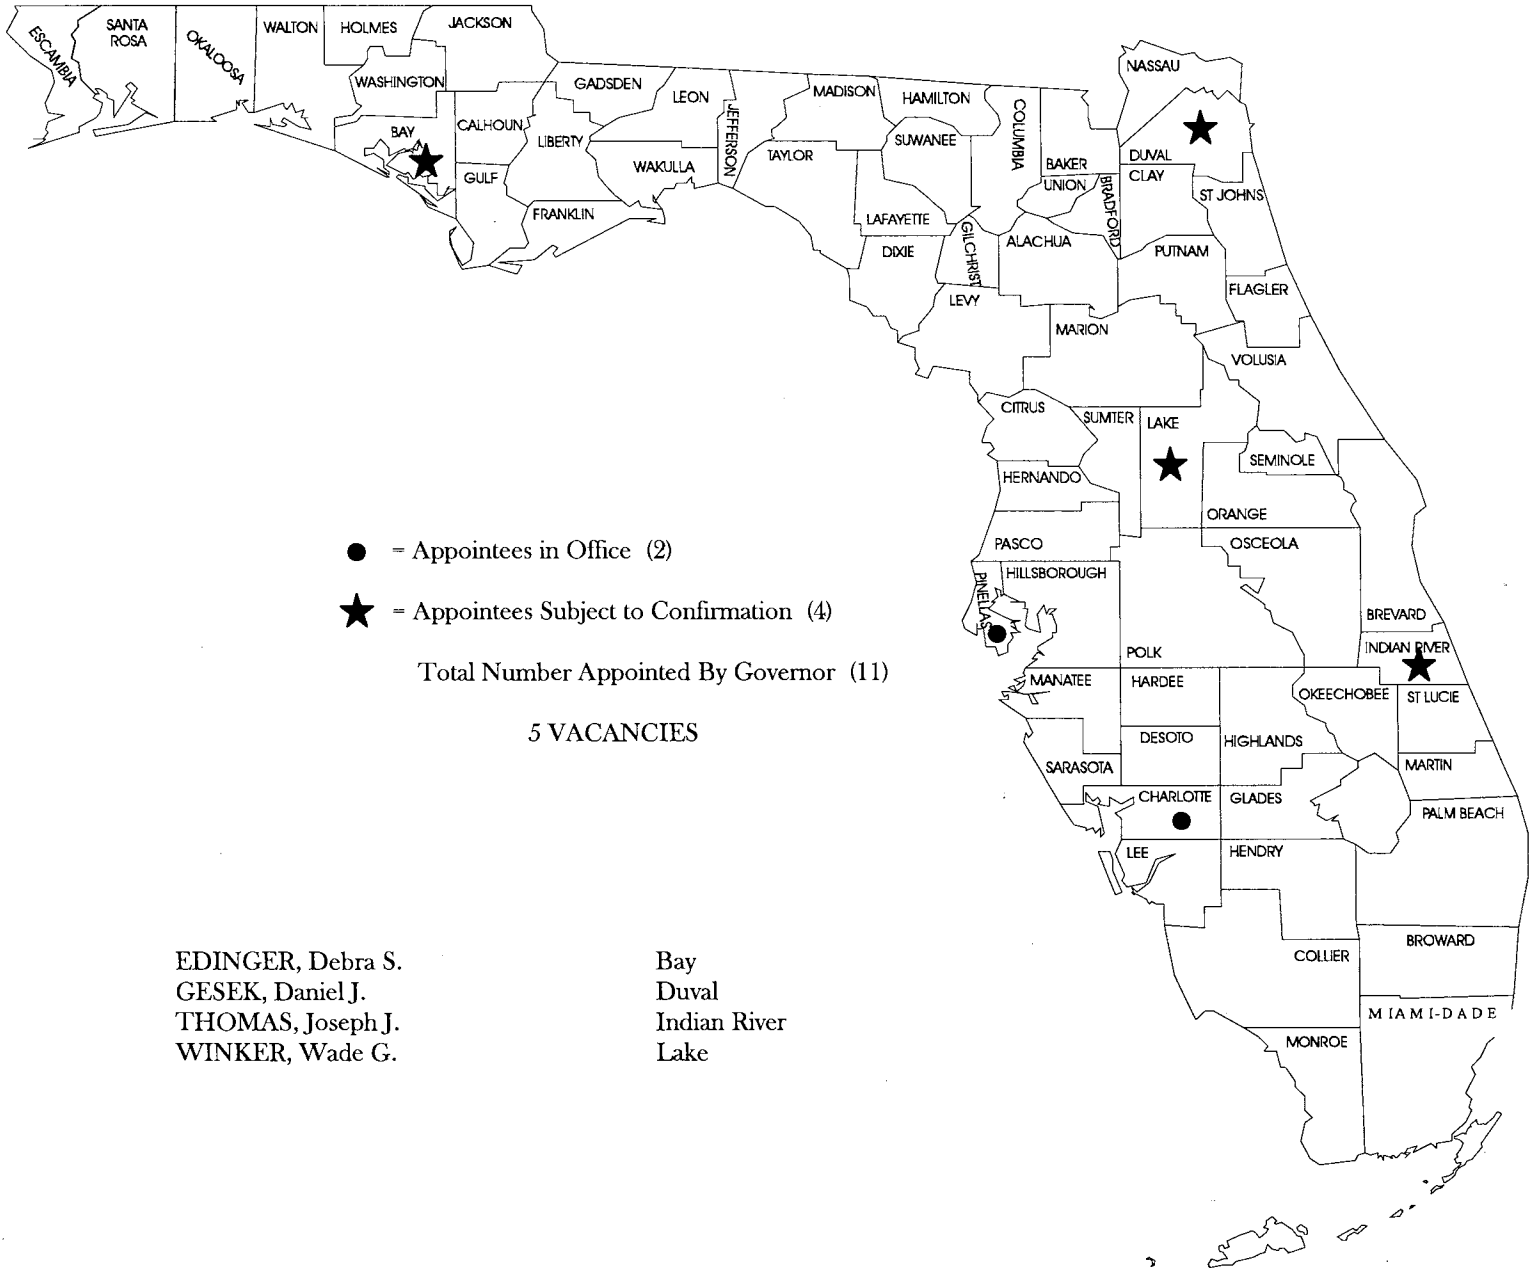 ESCAMBIA
SANTA
ROSA
OKALOOSA
WALTON
HOLMES
JACKSON
WASHINGTON
BAY
CALHOUN
GULF
GADSDEN
LIBERTY
FRANKLIN
LEON
WAKULLA
JEFFERSON
MADISON
TAYLOR
HAMILTON
SUWANEE
LAFAYETTE
DIXIE
COLUMBIA
GILCHRIST
LEVY
BAKER
UNION
BRADFORD
ALACHUA
NASSAU
DUVAL
CLAY
ST JOHNS
PUTNAM
FLAGLER
MARION
VOLUSIA
CITRUS
SUMTER
LAKE
SEMINOLE
HERNANDO
ORANGE
PASCO
OSCEOLA
PINELLAS
HILLSBOROUGH
BREVARD
POLK
INDIAN RIVER
MANATEE
HARDEE
OKEECHOBEE
ST LUCIE
DESOTO
HIGHLANDS
SARASOTA
MARTIN
CHARLOTTE
GLADES
PALM BEACH
LEE
HENDRY
BROWARD
COLLIER
MIAMI-DADE
MONROE
= Appointees in Office (2)
= Appointees Subject to Confirmation (4)
Total Number Appointed By Governor (11)
5 VACANCIES
EDINGER, Debra S. Bay
GESEK, Daniel J. Duval
THOMAS, Joseph J. Indian River
WINKER, Wade G. Lake